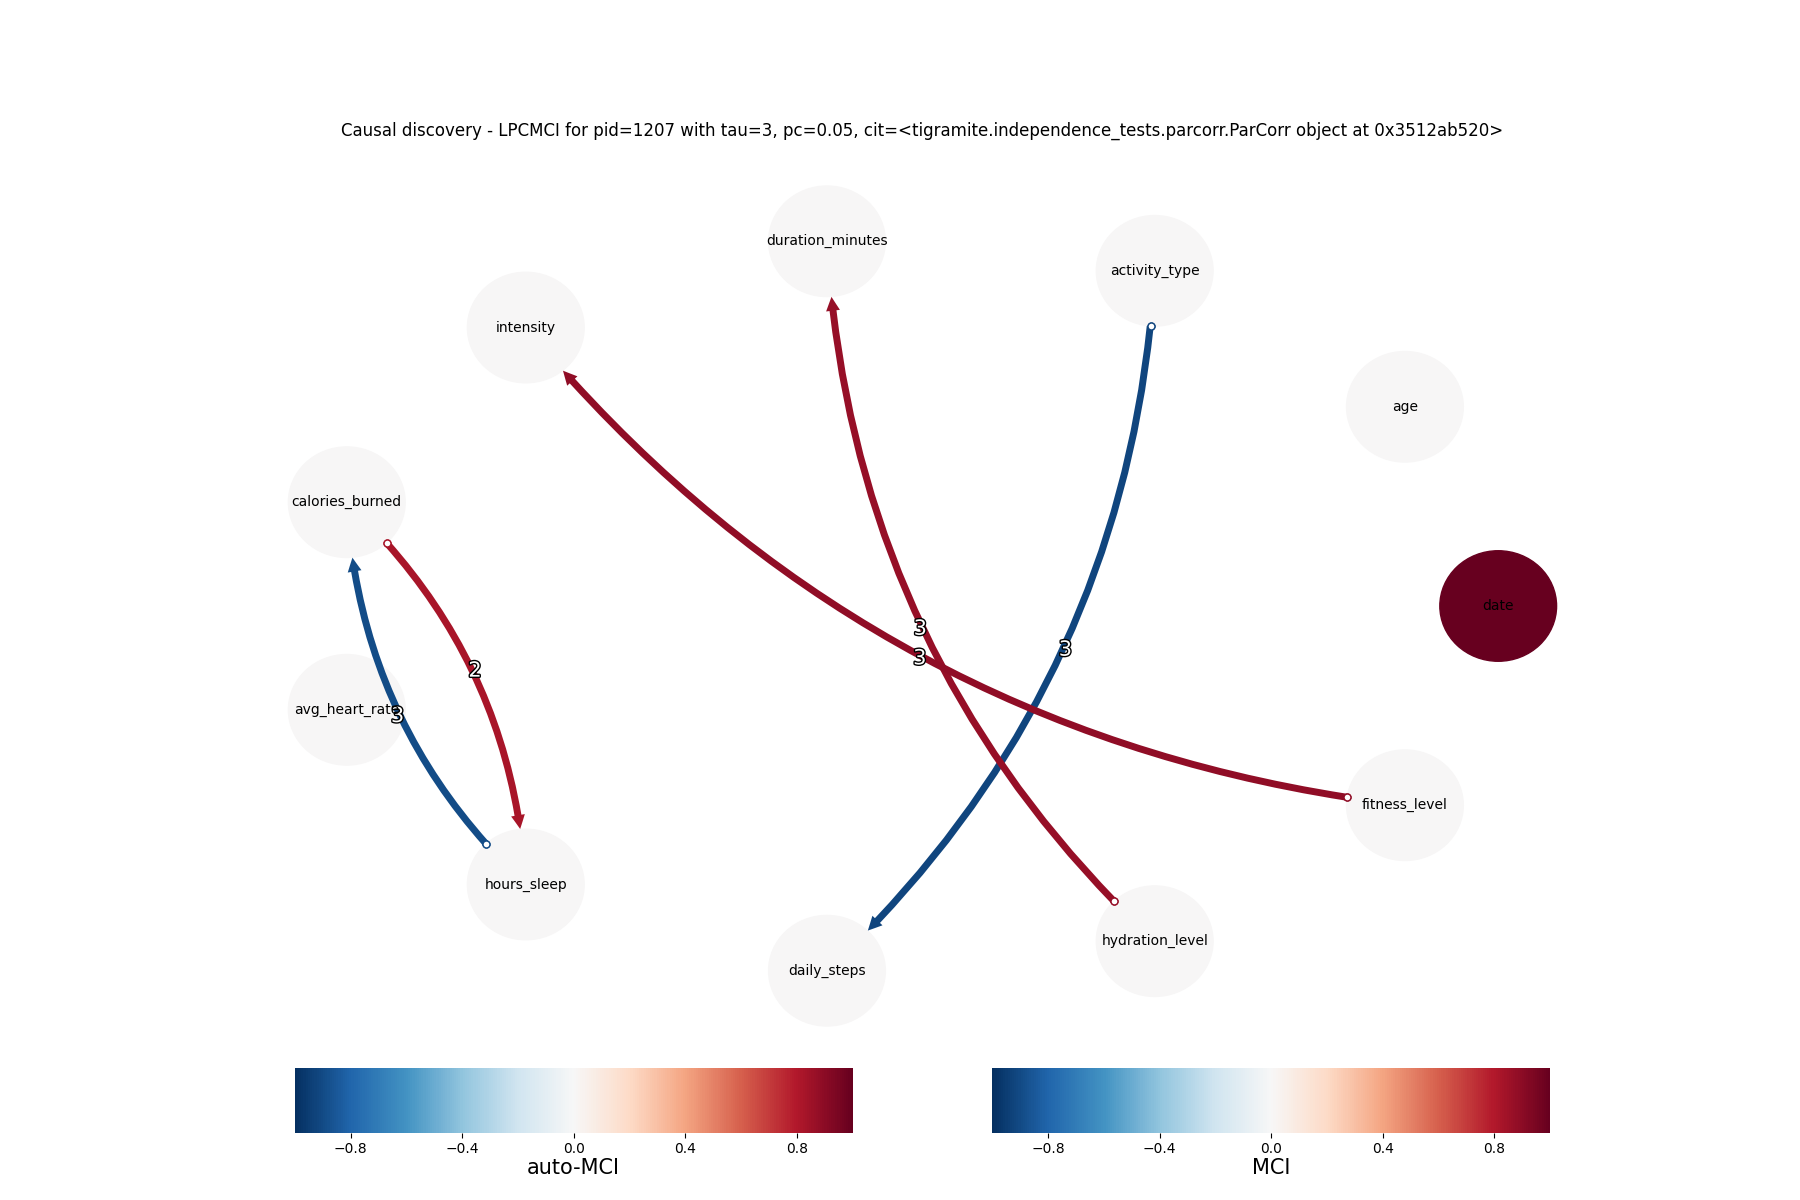 Causal discovery - LPCMCI for pid=1207 with tau=3, pc=0.05, cit=<tigramite.independence_tests.parcorr.ParCorr object at 0x3512ab520>
duration_minutes
activity_type
intensity
age
calories_burned
date
3
3
3
2
avg_heart_rate
3
fitness_level
hours_sleep
hydration_level
daily_steps
−0.8 −0.4 0.0 0.4 0.8
auto-MCI
−0.8 −0.4 0.0 0.4 0.8
MCI